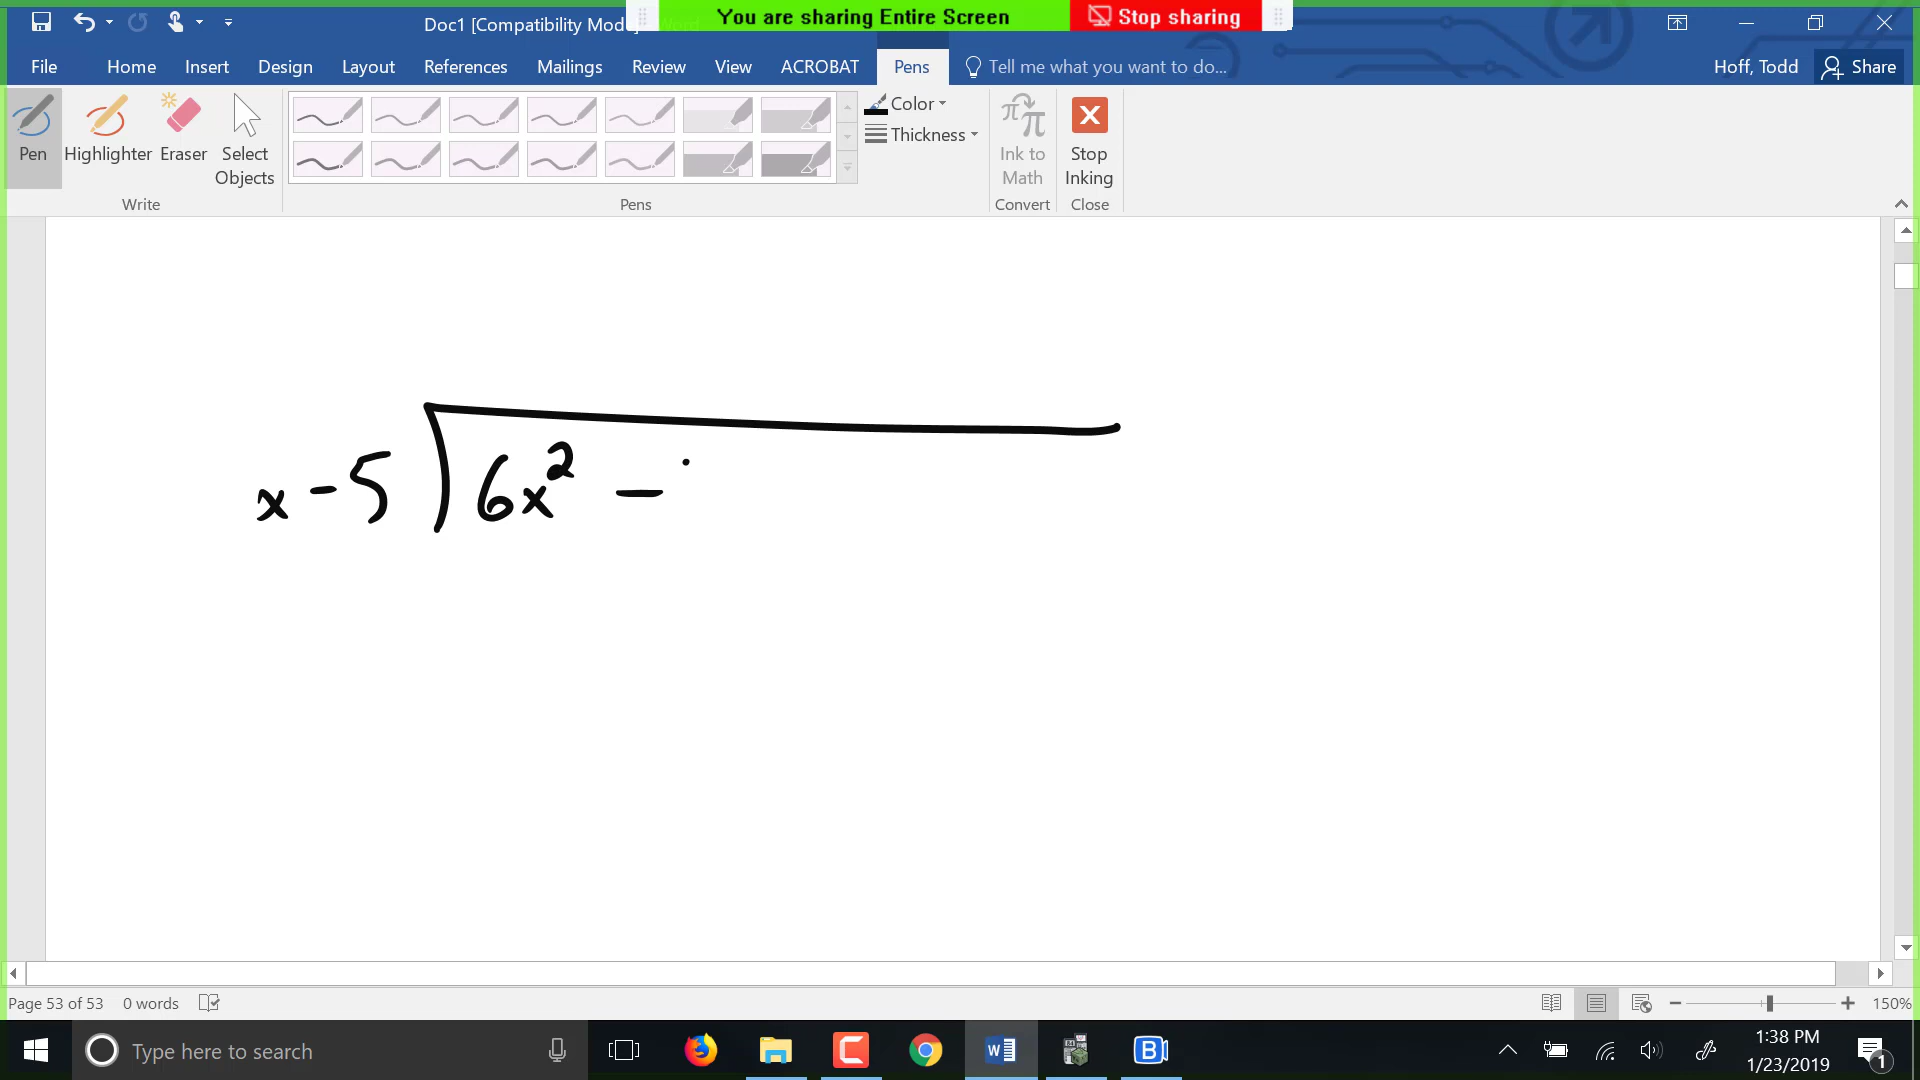 Doc1 [Compatibility Mod
You are sharing Entire Screen
Stop sharing
File Home Insert Design Layout References Mailings Review View ACROBAT Pens Tell me what you want to do... Hoff, Todd Share
Pen Highlighter Eraser Select Objects
Color
Thickness
Ink to Math
Stop Inking
Write Pens Convert Close
x - 5 ) 6x² -
Page 53 of 53 0 words 150%
Type here to search
1:38 PM
1/23/2019
1